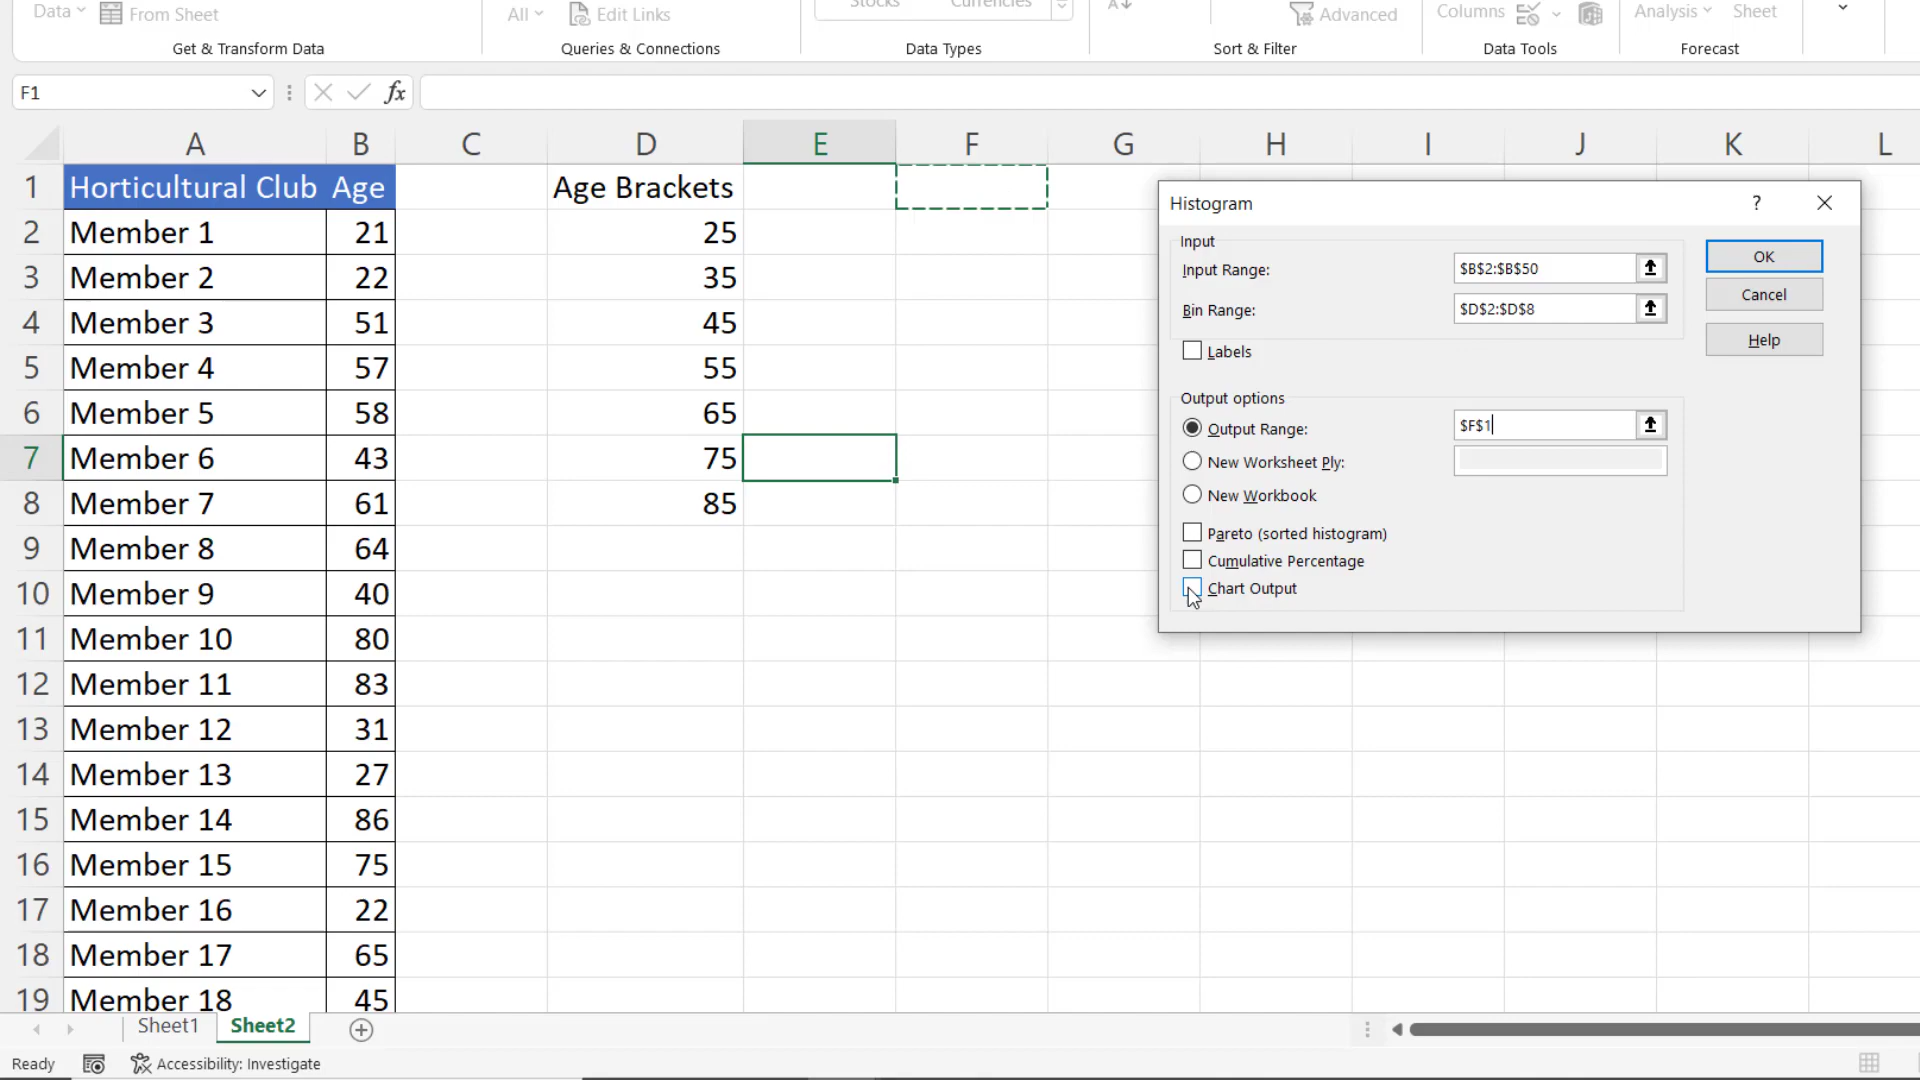 Data From Sheet All Edit Links Stocks Currencies Advanced Columns Analysis Sheet
Get & Transform Data Queries & Connections Data Types Sort & Filter Data Tools Forecast
F1 fx
A B C D E F G H I J K L
1 Horticultural Club Age Age Brackets
2 Member 1 21 25
3 Member 2 22 35
4 Member 3 51 45
5 Member 4 57 55
6 Member 5 58 65
7 Member 6 43 75
8 Member 7 61 85
9 Member 8 64
10 Member 9 40
11 Member 10 80
12 Member 11 83
13 Member 12 31
14 Member 13 27
15 Member 14 86
16 Member 15 75
17 Member 16 22
18 Member 17 65
19 Member 18 45
Histogram ?
Input
Input Range: $B$2:$B$50 OK
Bin Range: $D$2:$D$8 Cancel
Help
Labels
Output options
Output Range: $F$1
New Worksheet Ply:
New Workbook
Pareto (sorted histogram)
Cumulative Percentage
Chart Output
Sheet1 Sheet2
Ready Accessibility: Investigate